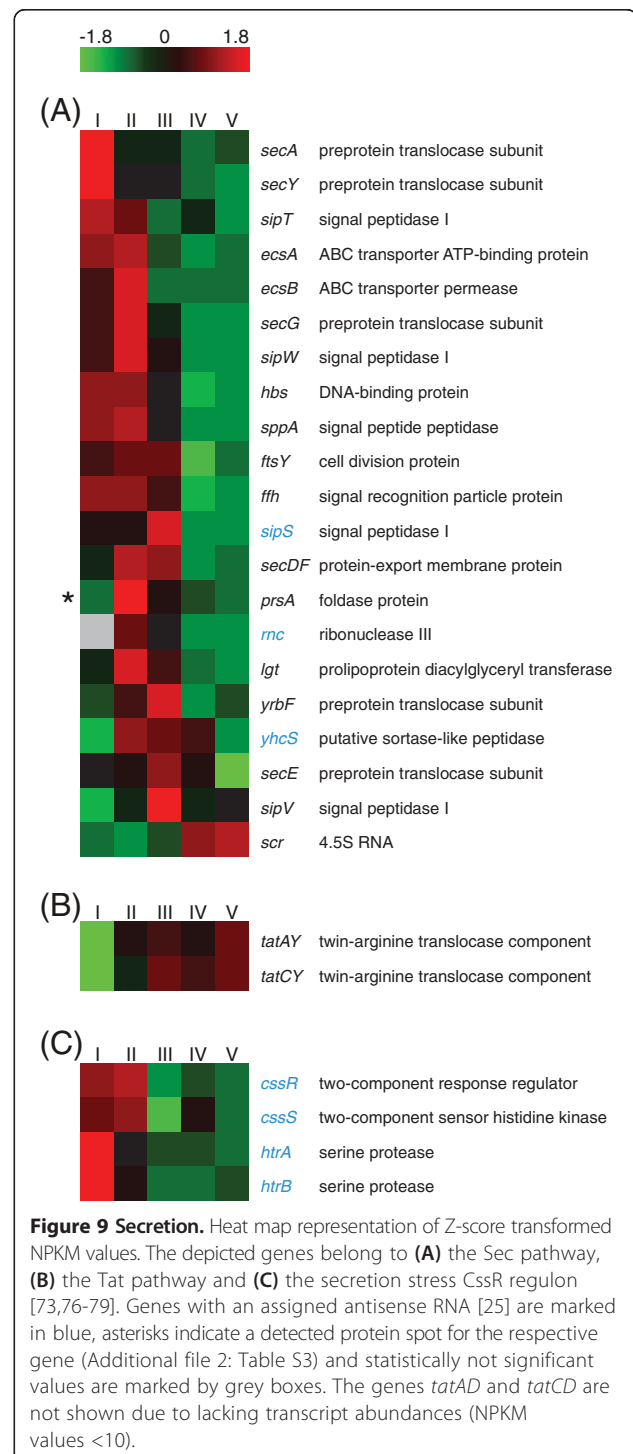 -1.8 0 1.8
(A)
I II III IV V
secA preprotein translocase subunit
secY preprotein translocase subunit
sipT signal peptidase I
ecsA ABC transporter ATP-binding protein
ecsB ABC transporter permease
secG preprotein translocase subunit
sipW signal peptidase I
hbs DNA-binding protein
sppA signal peptide peptidase
ftsY cell division protein
ffh signal recognition particle protein
sipS signal peptidase I
secDF protein-export membrane protein
* prsA foldase protein
rnc ribonuclease III
lgt prolipoprotein diacylglyceryl transferase
yrbF preprotein translocase subunit
yhcS putative sortase-like peptidase
secE preprotein translocase subunit
sipV signal peptidase I
scr 4.5S RNA
(B)
I II III IV V
tatAY twin-arginine translocase component
tatCY twin-arginine translocase component
(C)
I II III IV V
cssR two-component response regulator
cssS two-component sensor histidine kinase
htrA serine protease
htrB serine protease
Figure 9 Secretion. Heat map representation of Z-score transformed
NPKM values. The depicted genes belong to (A) the Sec pathway,
(B) the Tat pathway and (C) the secretion stress CssR regulon
[73,76-79]. Genes with an assigned antisense RNA [25] are marked
in blue, asterisks indicate a detected protein spot for the respective
gene (Additional file 2: Table S3) and statistically not significant
values are marked by grey boxes. The genes tatAD and tatCD are
not shown due to lacking transcript abundances (NPKM
values <10).